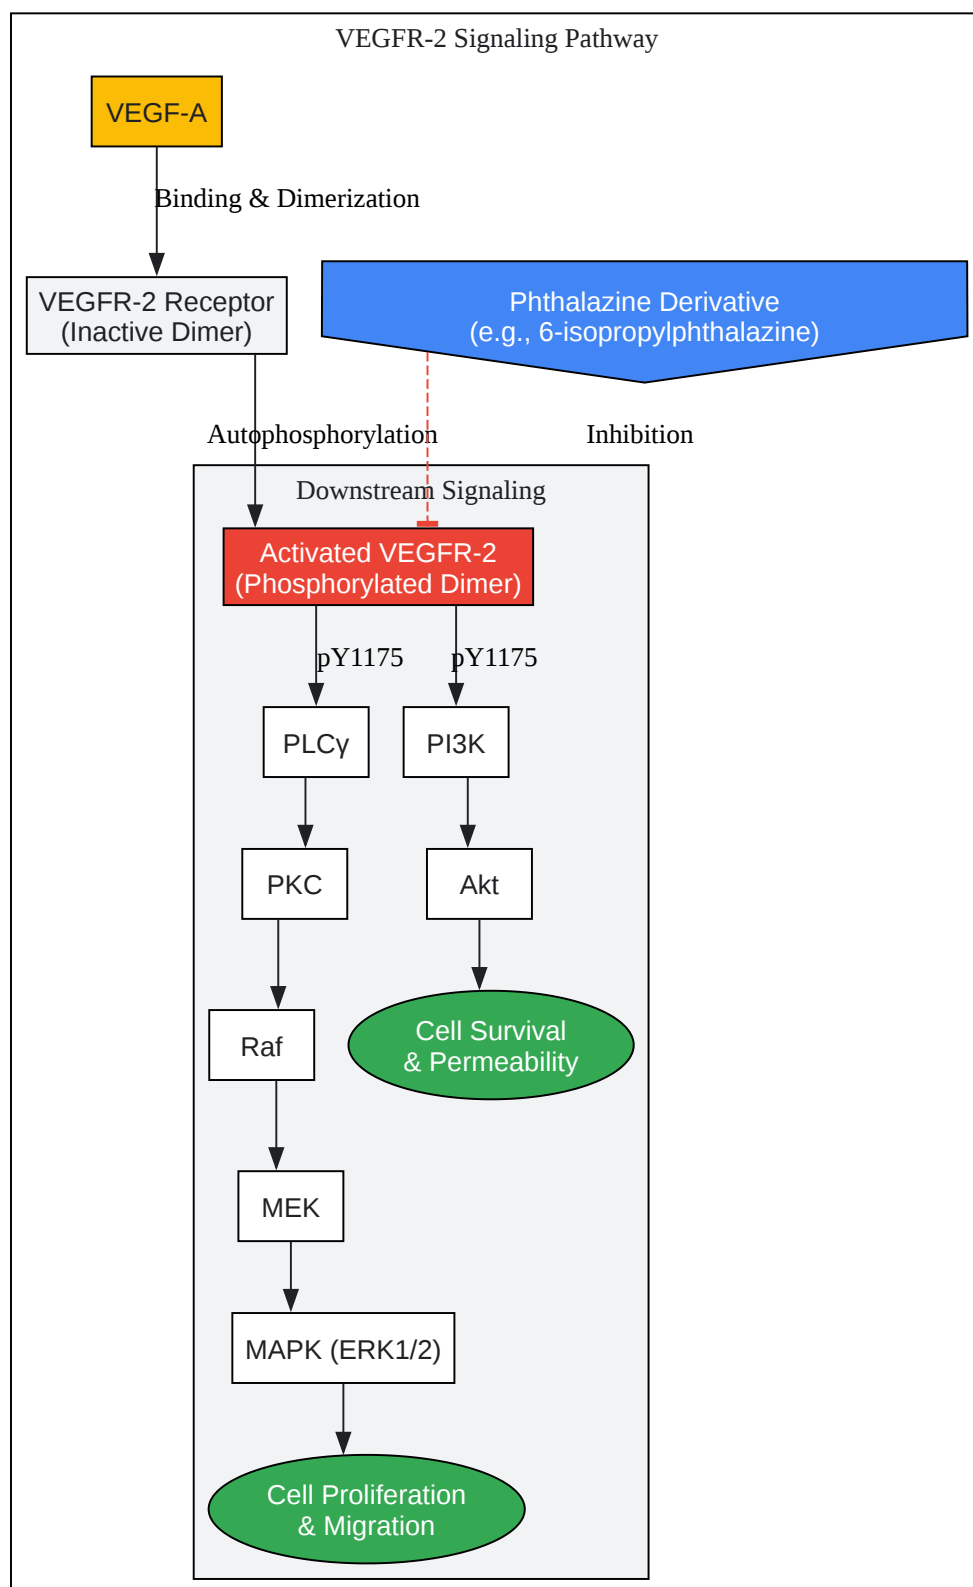 VEGFR-2 Signaling Pathway
VEGF-A
Binding & Dimerization
VEGFR-2 Receptor
(Inactive Dimer)
Phthalazine Derivative
(e.g., 6-isopropylphthalazine)
Autophosphorylation
Inhibition
Downstream Signaling
Activated VEGFR-2
(Phosphorylated Dimer)
pY1175
pY1175
PLCγ
PI3K
PKC
Akt
Raf
Cell Survival
& Permeability
MEK
MAPK (ERK1/2)
Cell Proliferation
& Migration